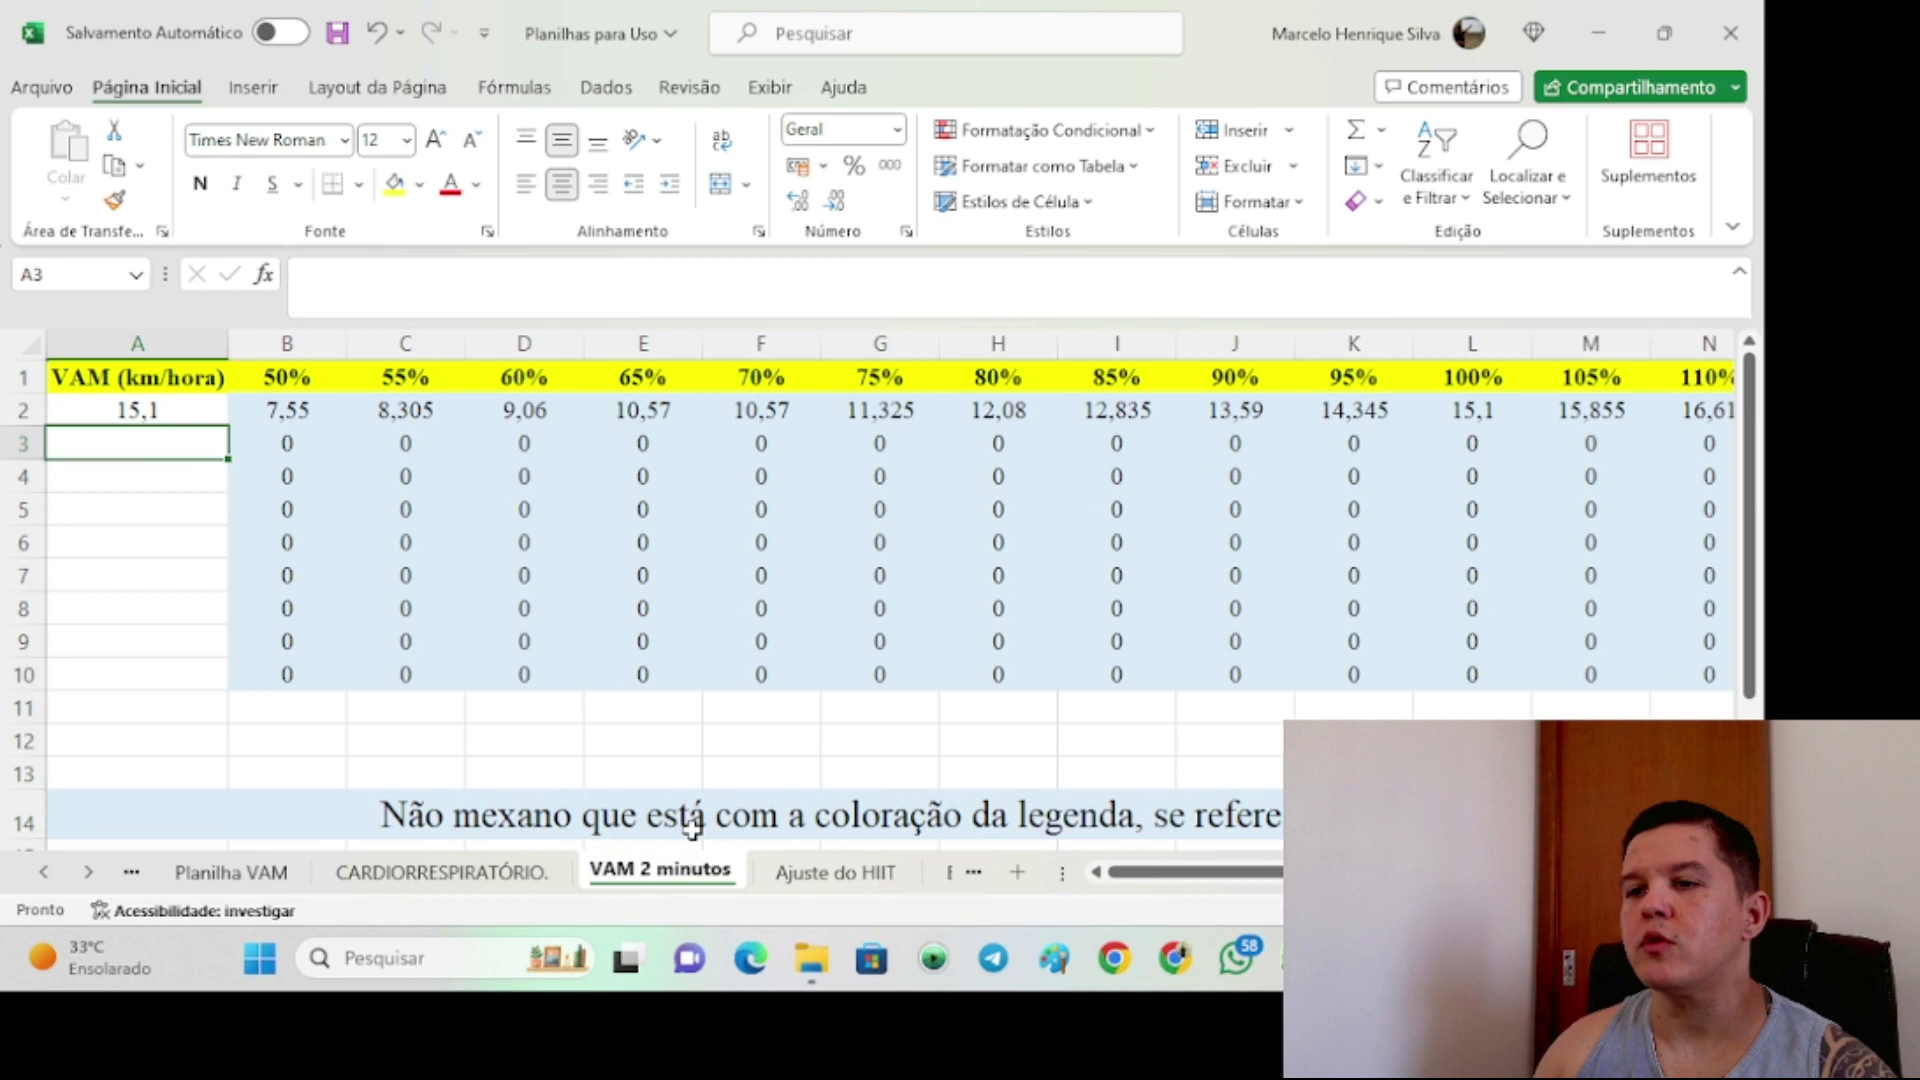 Salvamento Automático
Planilhas para Uso
Pesquisar
Marcelo Henrique Silva
Arquivo Página Inicial Inserir Layout da Página Fórmulas Dados Revisão Exibir Ajuda
Comentários
Compartilhamento
Colar
Área de Transfe...
Times New Roman 12
N I S
Fonte
Alinhamento
Geral
% 000
Número
Formatação Condicional
Formatar como Tabela
Estilos de Célula
Estilos
Inserir
Excluir
Formatar
Células
Classificar e Filtrar
Localizar e Selecionar
Edição
Suplementos
Suplementos
A3
fx
A B C D E F G H I J K L M N
1 VAM (km/hora) 50% 55% 60% 65% 70% 75% 80% 85% 90% 95% 100% 105% 110%
2 15,1 7,55 8,305 9,06 10,57 10,57 11,325 12,08 12,835 13,59 14,345 15,1 15,855 16,61
3 0 0 0 0 0 0 0 0 0 0 0 0 0
4 0 0 0 0 0 0 0 0 0 0 0 0 0
5 0 0 0 0 0 0 0 0 0 0 0 0 0
6 0 0 0 0 0 0 0 0 0 0 0 0 0
7 0 0 0 0 0 0 0 0 0 0 0 0 0
8 0 0 0 0 0 0 0 0 0 0 0 0 0
9 0 0 0 0 0 0 0 0 0 0 0 0 0
10 0 0 0 0 0 0 0 0 0 0 0 0 0
11
12
13
14 Não mexano que está com a coloração da legenda, se refere
... Planilha VAM CARDIORRESPIRATÓRIO. VAM 2 minutos Ajuste do HIIT ...
Pronto
Acessibilidade: investigar
33°C
Ensolarado
Pesquisar
58